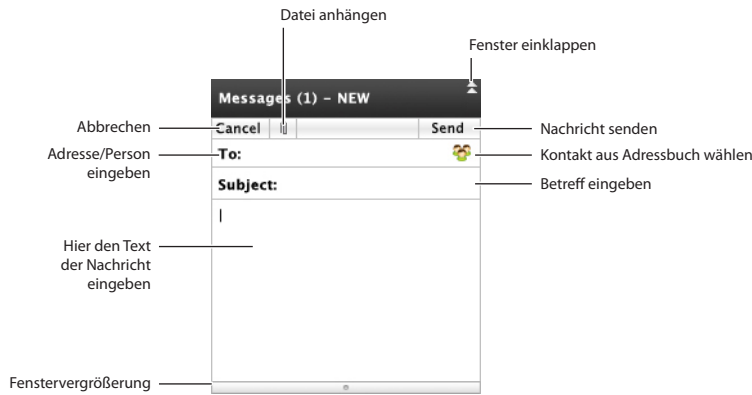 Datei anhängen
Fenster einklappen
Messages (1) – NEW
Abbrechen
Cancel
Send
Nachricht senden
Adresse/Person
eingeben
To:
Kontakt aus Adressbuch wählen
Subject:
Betreff eingeben
Hier den Text
der Nachricht
eingeben
Fenstervergrößerung